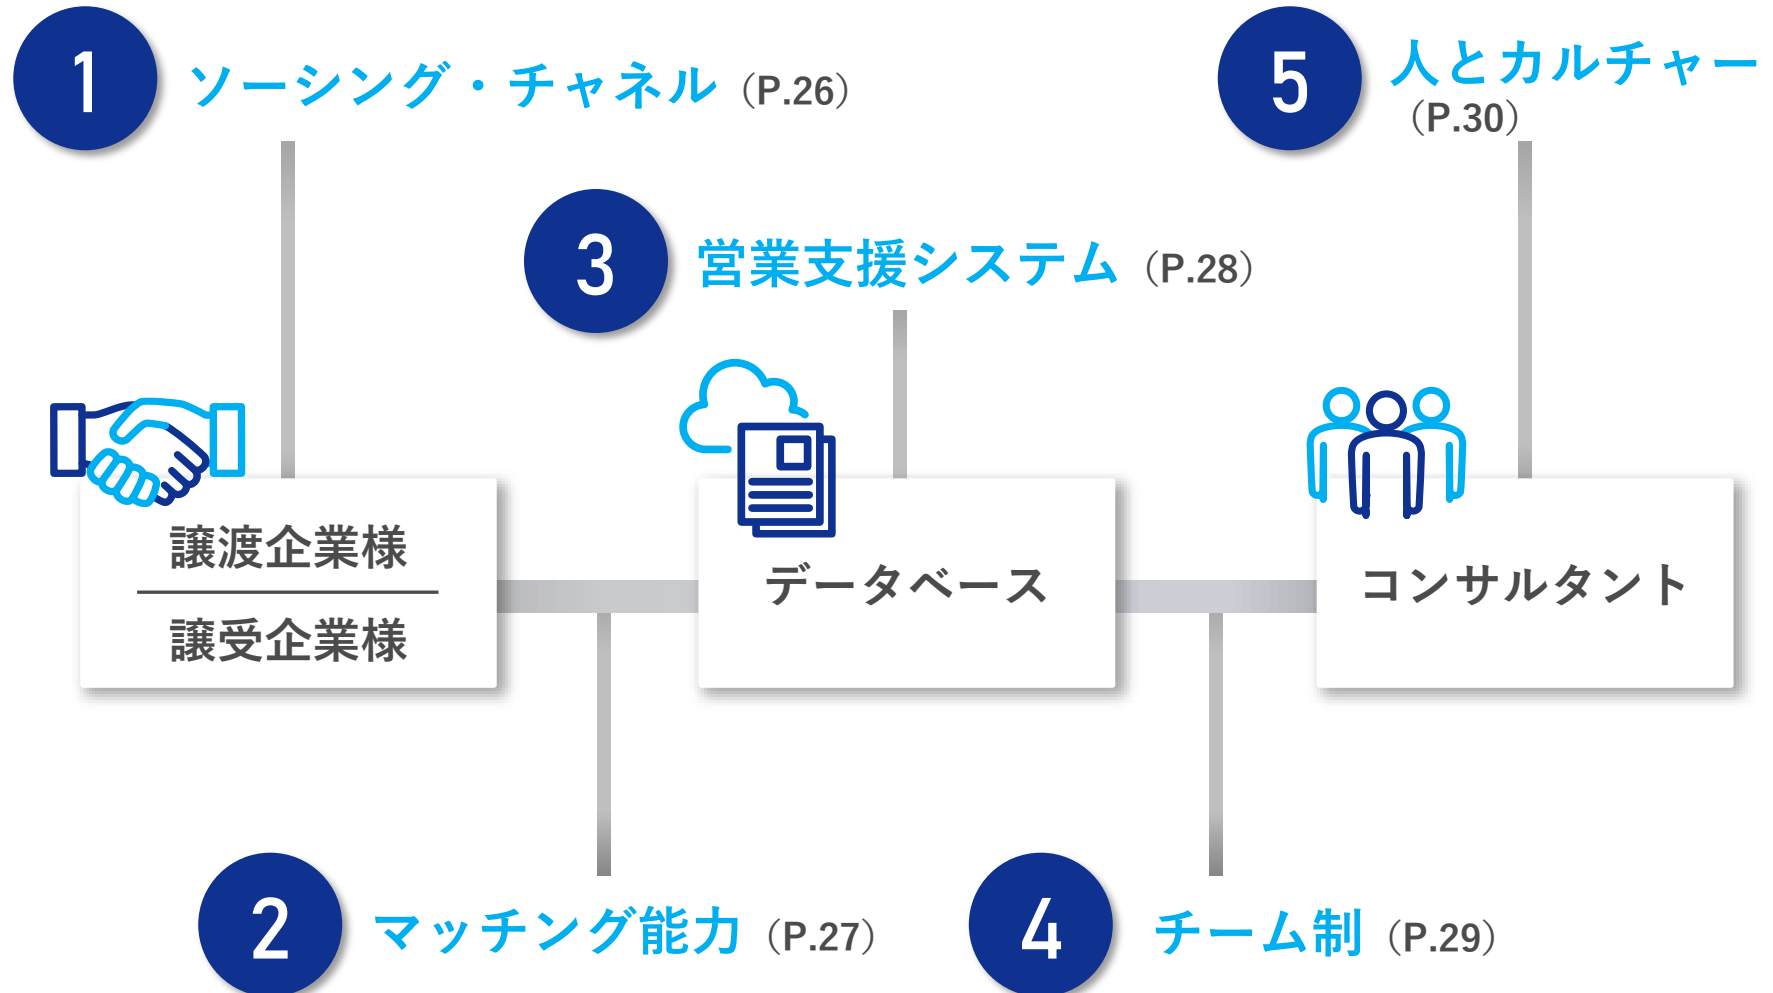 1
ソーシング・チャネル（P.26）
5
人とカルチャー
（P.30）
3
営業支援システム（P.28）
譲渡企業様
譲受企業様
データベース
コンサルタント
2
マッチング能力（P.27）
4
チーム制（P.29）